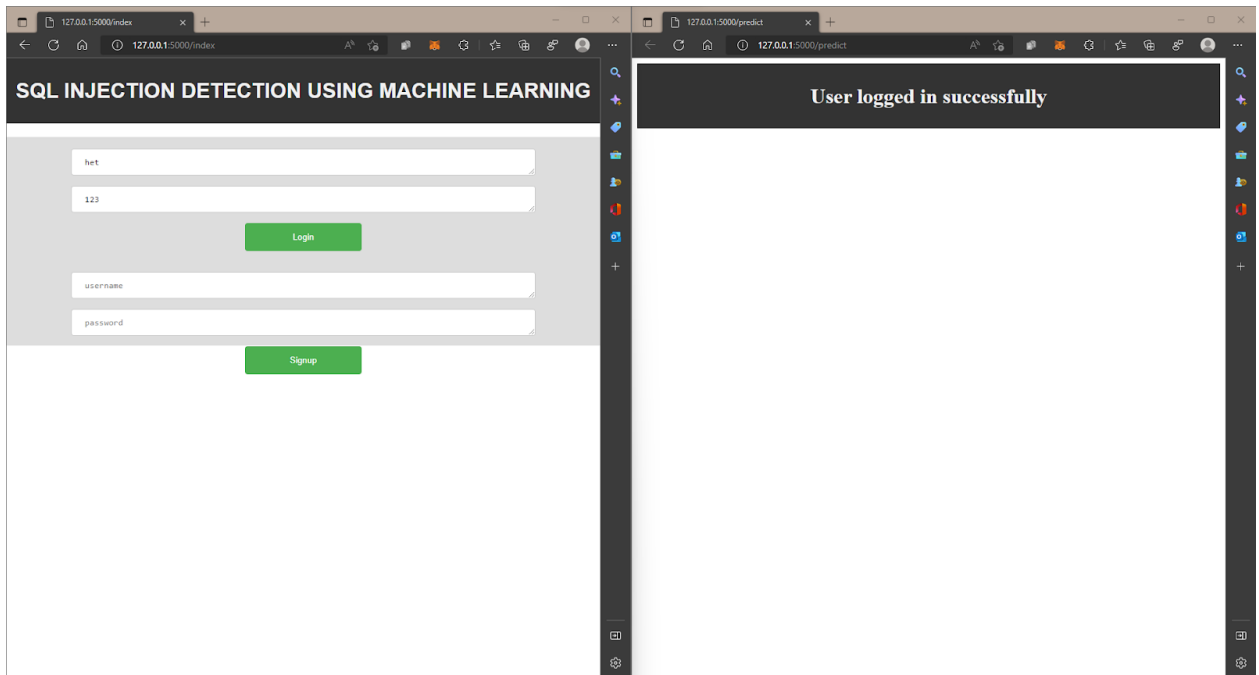 127.0.0.1:5000/index
127.0.0.1:5000/index
SQL INJECTION DETECTION USING MACHINE LEARNING
het
123
Login
username
password
Signup
127.0.0.1:5000/predict
127.0.0.1:5000/predict
User logged in successfully